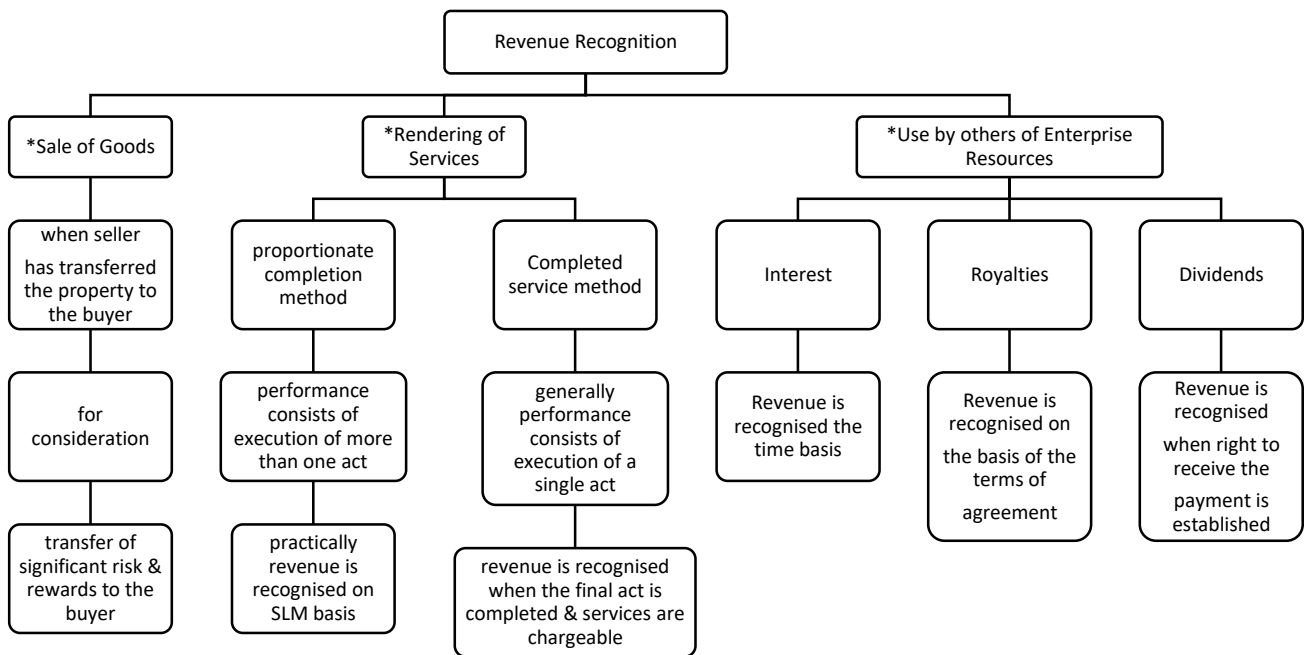 Revenue Recognition
*Sale of Goods
when seller
has transferred
the property to
the buyer
for
consideration
transfer of
significant risk &
rewards to the
buyer
*Rendering of
Services
proportionate
completion
method
performance
consists of
execution of more
than one act
practically
revenue is
recognised on
SLM basis
Completed
service method
generally
performance
consists of
execution of a
single act
revenue is recognised
when the final act is
completed & services are
chargeable
*Use by others of Enterprise
Resources
Interest
Revenue is
recognised the
time basis
Royalties
Revenue is
recognised on
the basis of the
terms of
agreement
Dividends
Revenue is
recognised
when right to
receive the
payment is
established